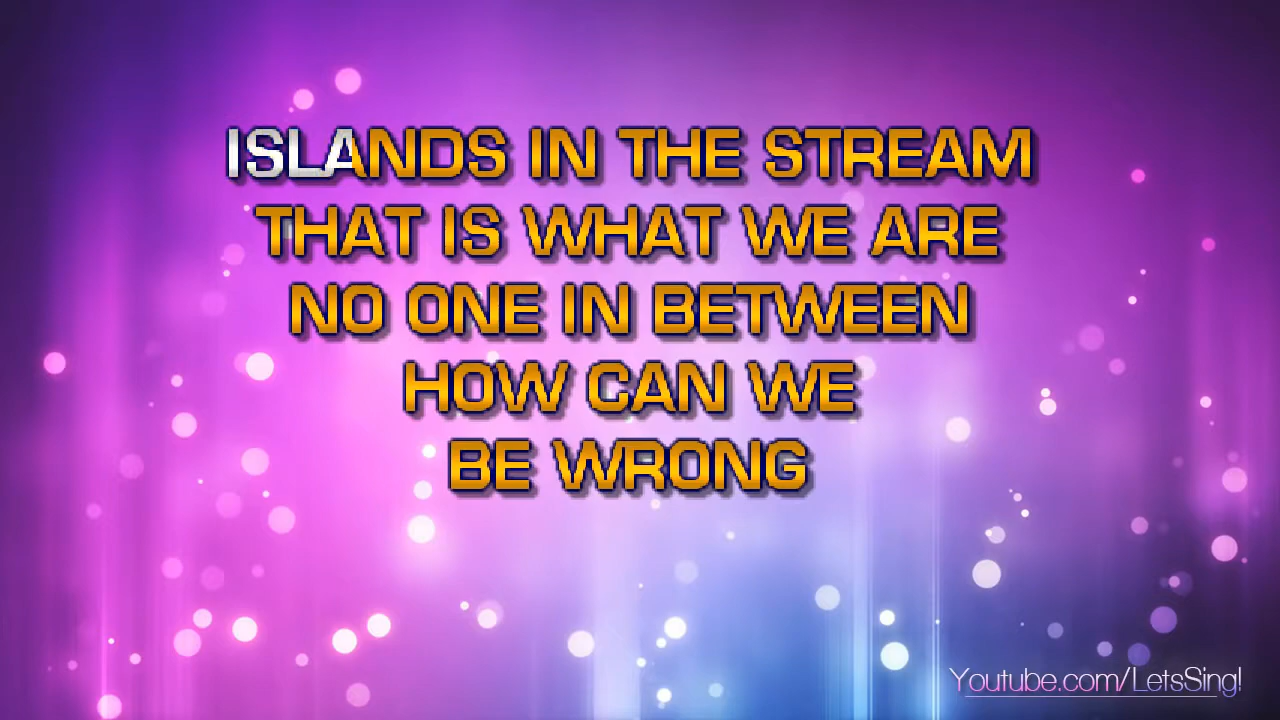 ISLANDS IN THE STREAM
THAT IS WHAT WE ARE
NO ONE IN BETWEEN
HOW CAN WE
BE WRONG
Youtube.com/LetsSing!